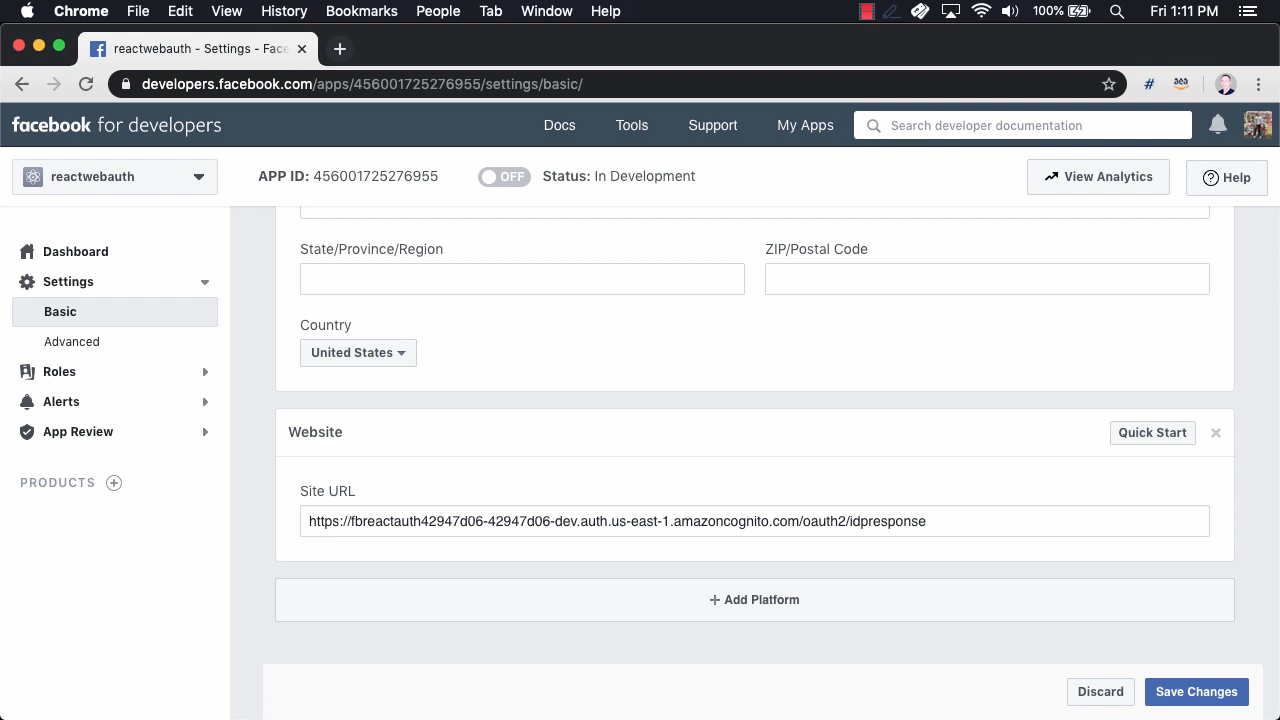 Chrome File Edit View History Bookmarks People Tab Window Help 100% Fri 1:11 PM
reactwebauth - Settings - Face
developers.facebook.com/apps/456001725276955/settings/basic/
facebook for developers Docs Tools Support My Apps Search developer documentation
reactwebauth APP ID: 456001725276955 OFF Status: In Development View Analytics Help
Dashboard
Settings
Basic
Advanced
Roles
Alerts
App Review
PRODUCTS
State/Province/Region ZIP/Postal Code
Country
United States
Website Quick Start
Site URL
https://fbreactauth42947d06-42947d06-dev.auth.us-east-1.amazoncognito.com/oauth2/idpresponse
+ Add Platform
Discard Save Changes